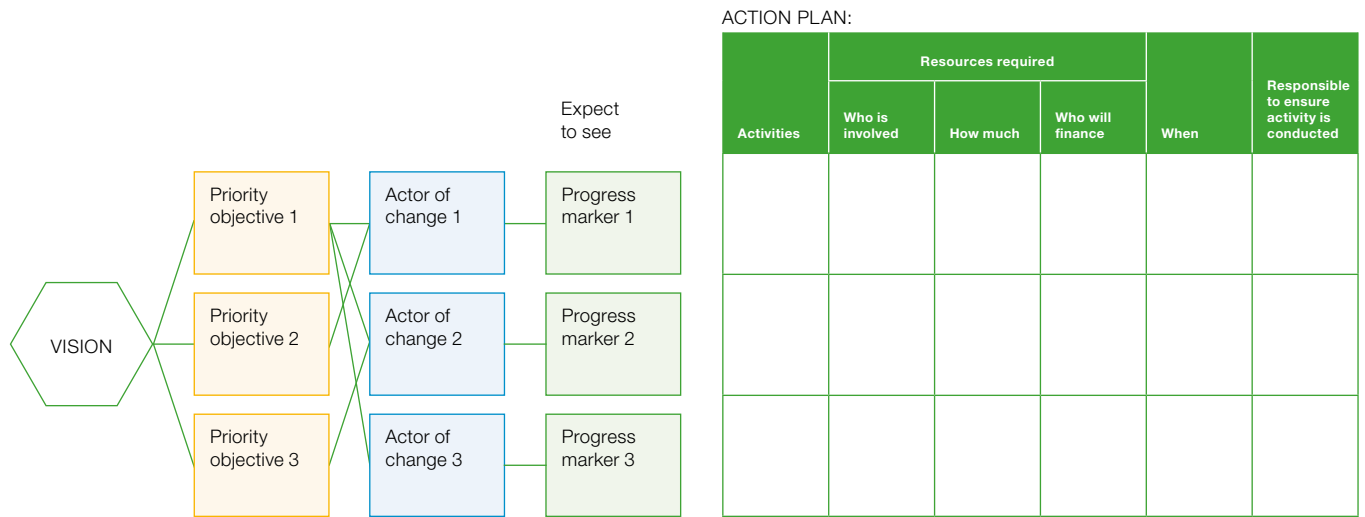 ACTION PLAN:
Resources required
Activities
Who is
involved
How much
Who will
finance
When
Responsible
to ensure
activity is
conducted
Expect
to see
VISION
Priority
objective 1
Actor of
change 1
Progress
marker 1
Priority
objective 2
Actor of
change 2
Progress
marker 2
Priority
objective 3
Actor of
change 3
Progress
marker 3